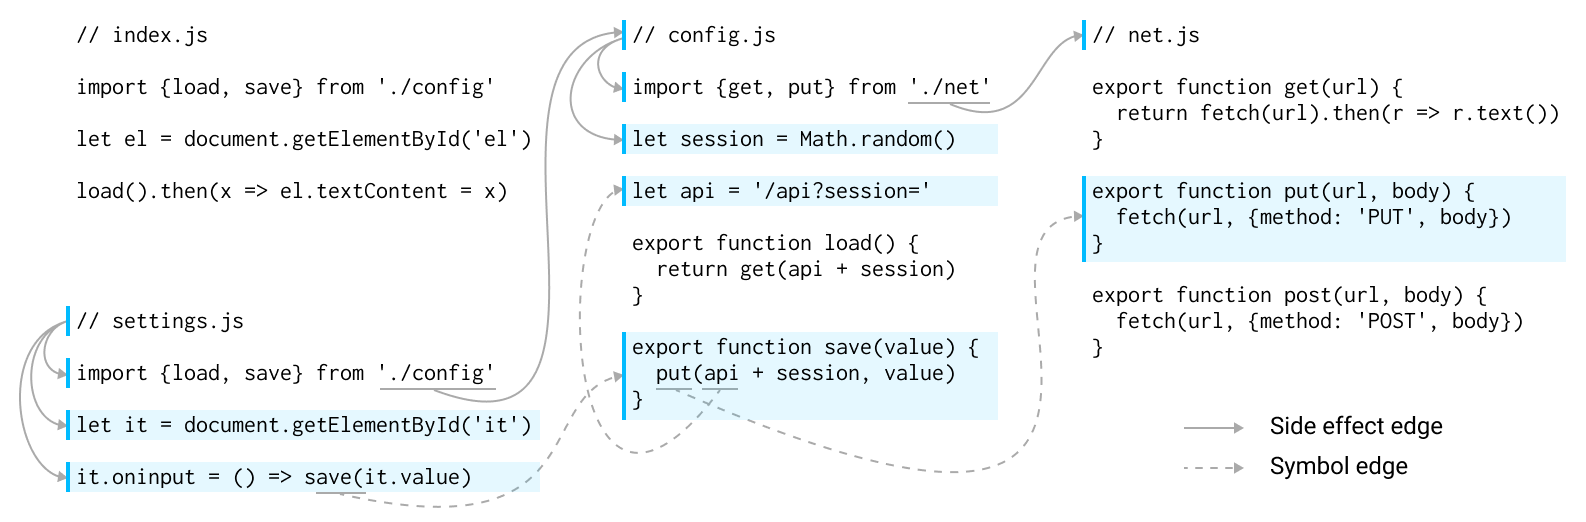 // index.js
import {load, save} from './config'
let el = document.getElementById('el')
load().then(x => el.textContent = x)
// settings.js
import {load, save} from './config'
let it = document.getElementById('it')
it.oninput = () => save(it.value)
// config.js
import {get, put} from './net'
let session = Math.random()
let api = '/api?session='
export function load() {
  return get(api + session)
}
export function save(value) {
  put(api + session, value)
}
// net.js
export function get(url) {
  return fetch(url).then(r => r.text())
}
export function put(url, body) {
  fetch(url, {method: 'PUT', body})
}
export function post(url, body) {
  fetch(url, {method: 'POST', body})
}
Side effect edge
Symbol edge